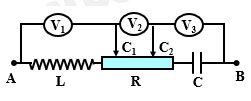 V₁ V₂ V₃
C₁ C₂
A B
L R C